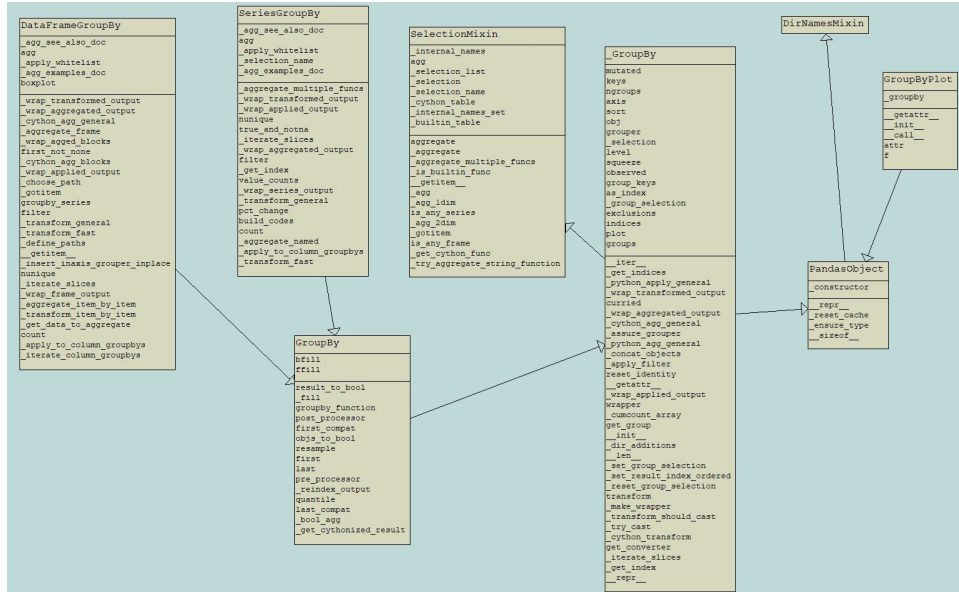 DataFrameGroupBy
_agg_see_also_doc
agg
_apply_whitelist
_agg_examples_doc
boxplot
_wrap_transformed_output
_wrap_aggregated_output
_cython_agg_general
_aggregate_frame
_wrap_agged_blocks
first_not_none
_cython_agg_blocks
_wrap_applied_output
_choose_path
_gotitem
groupby_series
filter
_transform_general
_transform_fast
_define_paths
__getitem__
_insert_inaxis_grouper_inplace
nunique
_iterate_slices
_wrap_frame_output
_aggregate_item_by_item
_transform_item_by_item
_get_data_to_aggregate
count
_apply_to_column_groupbys
_iterate_column_groupbys
SeriesGroupBy
_agg_see_also_doc
agg
_apply_whitelist
_selection_name
_agg_examples_doc
_aggregate_multiple_funcs
_wrap_transformed_output
_wrap_applied_output
nunique
true_and_notna
_iterate_slices
_wrap_aggregated_output
filter
_get_index
value_counts
_wrap_series_output
_transform_general
pct_change
build_codes
count
_aggregate_named
_apply_to_column_groupbys
_transform_fast
GroupBy
bfill
ffill
result_to_bool
_fill
groupby_function
post_processor
first_compat
objs_to_bool
resample
first
last
pre_processor
_reindex_output
quantile
last_compat
_bool_agg
_get_cythonized_result
SelectionMixin
_internal_names
agg
_selection_list
_selection
_selection_name
_cython_table
_internal_names_set
_builtin_table
aggregate
_aggregate
_aggregate_multiple_funcs
_is_builtin_func
__getitem__
_agg
_agg_1dim
is_any_series
_agg_2dim
_gotitem
is_any_frame
_get_cython_func
_try_aggregate_string_function
_GroupBy
mutated
keys
ngroups
axis
sort
obj
grouper
_selection
level
squeeze
observed
group_keys
as_index
_group_selection
exclusions
indices
plot
groups
__iter__
_get_indices
_python_apply_general
_wrap_transformed_output
curried
_wrap_aggregated_output
_cython_agg_general
_assure_grouper
_python_agg_general
_concat_objects
_apply_filter
reset_identity
__getattr__
_wrap_applied_output
wrapper
_cumcount_array
get_group
__init__
_dir_additions
__len__
_set_group_selection
_set_result_index_ordered
_reset_group_selection
transform
_make_wrapper
_transform_should_cast
_try_cast
_cython_transform
get_converter
_iterate_slices
_get_index
__repr__
DirNamesMixin
GroupByPlot
_groupby
__getattr__
__init__
__call__
attr
f
PandasObject
_constructor
__repr__
_reset_cache
_ensure_type
__sizeof__